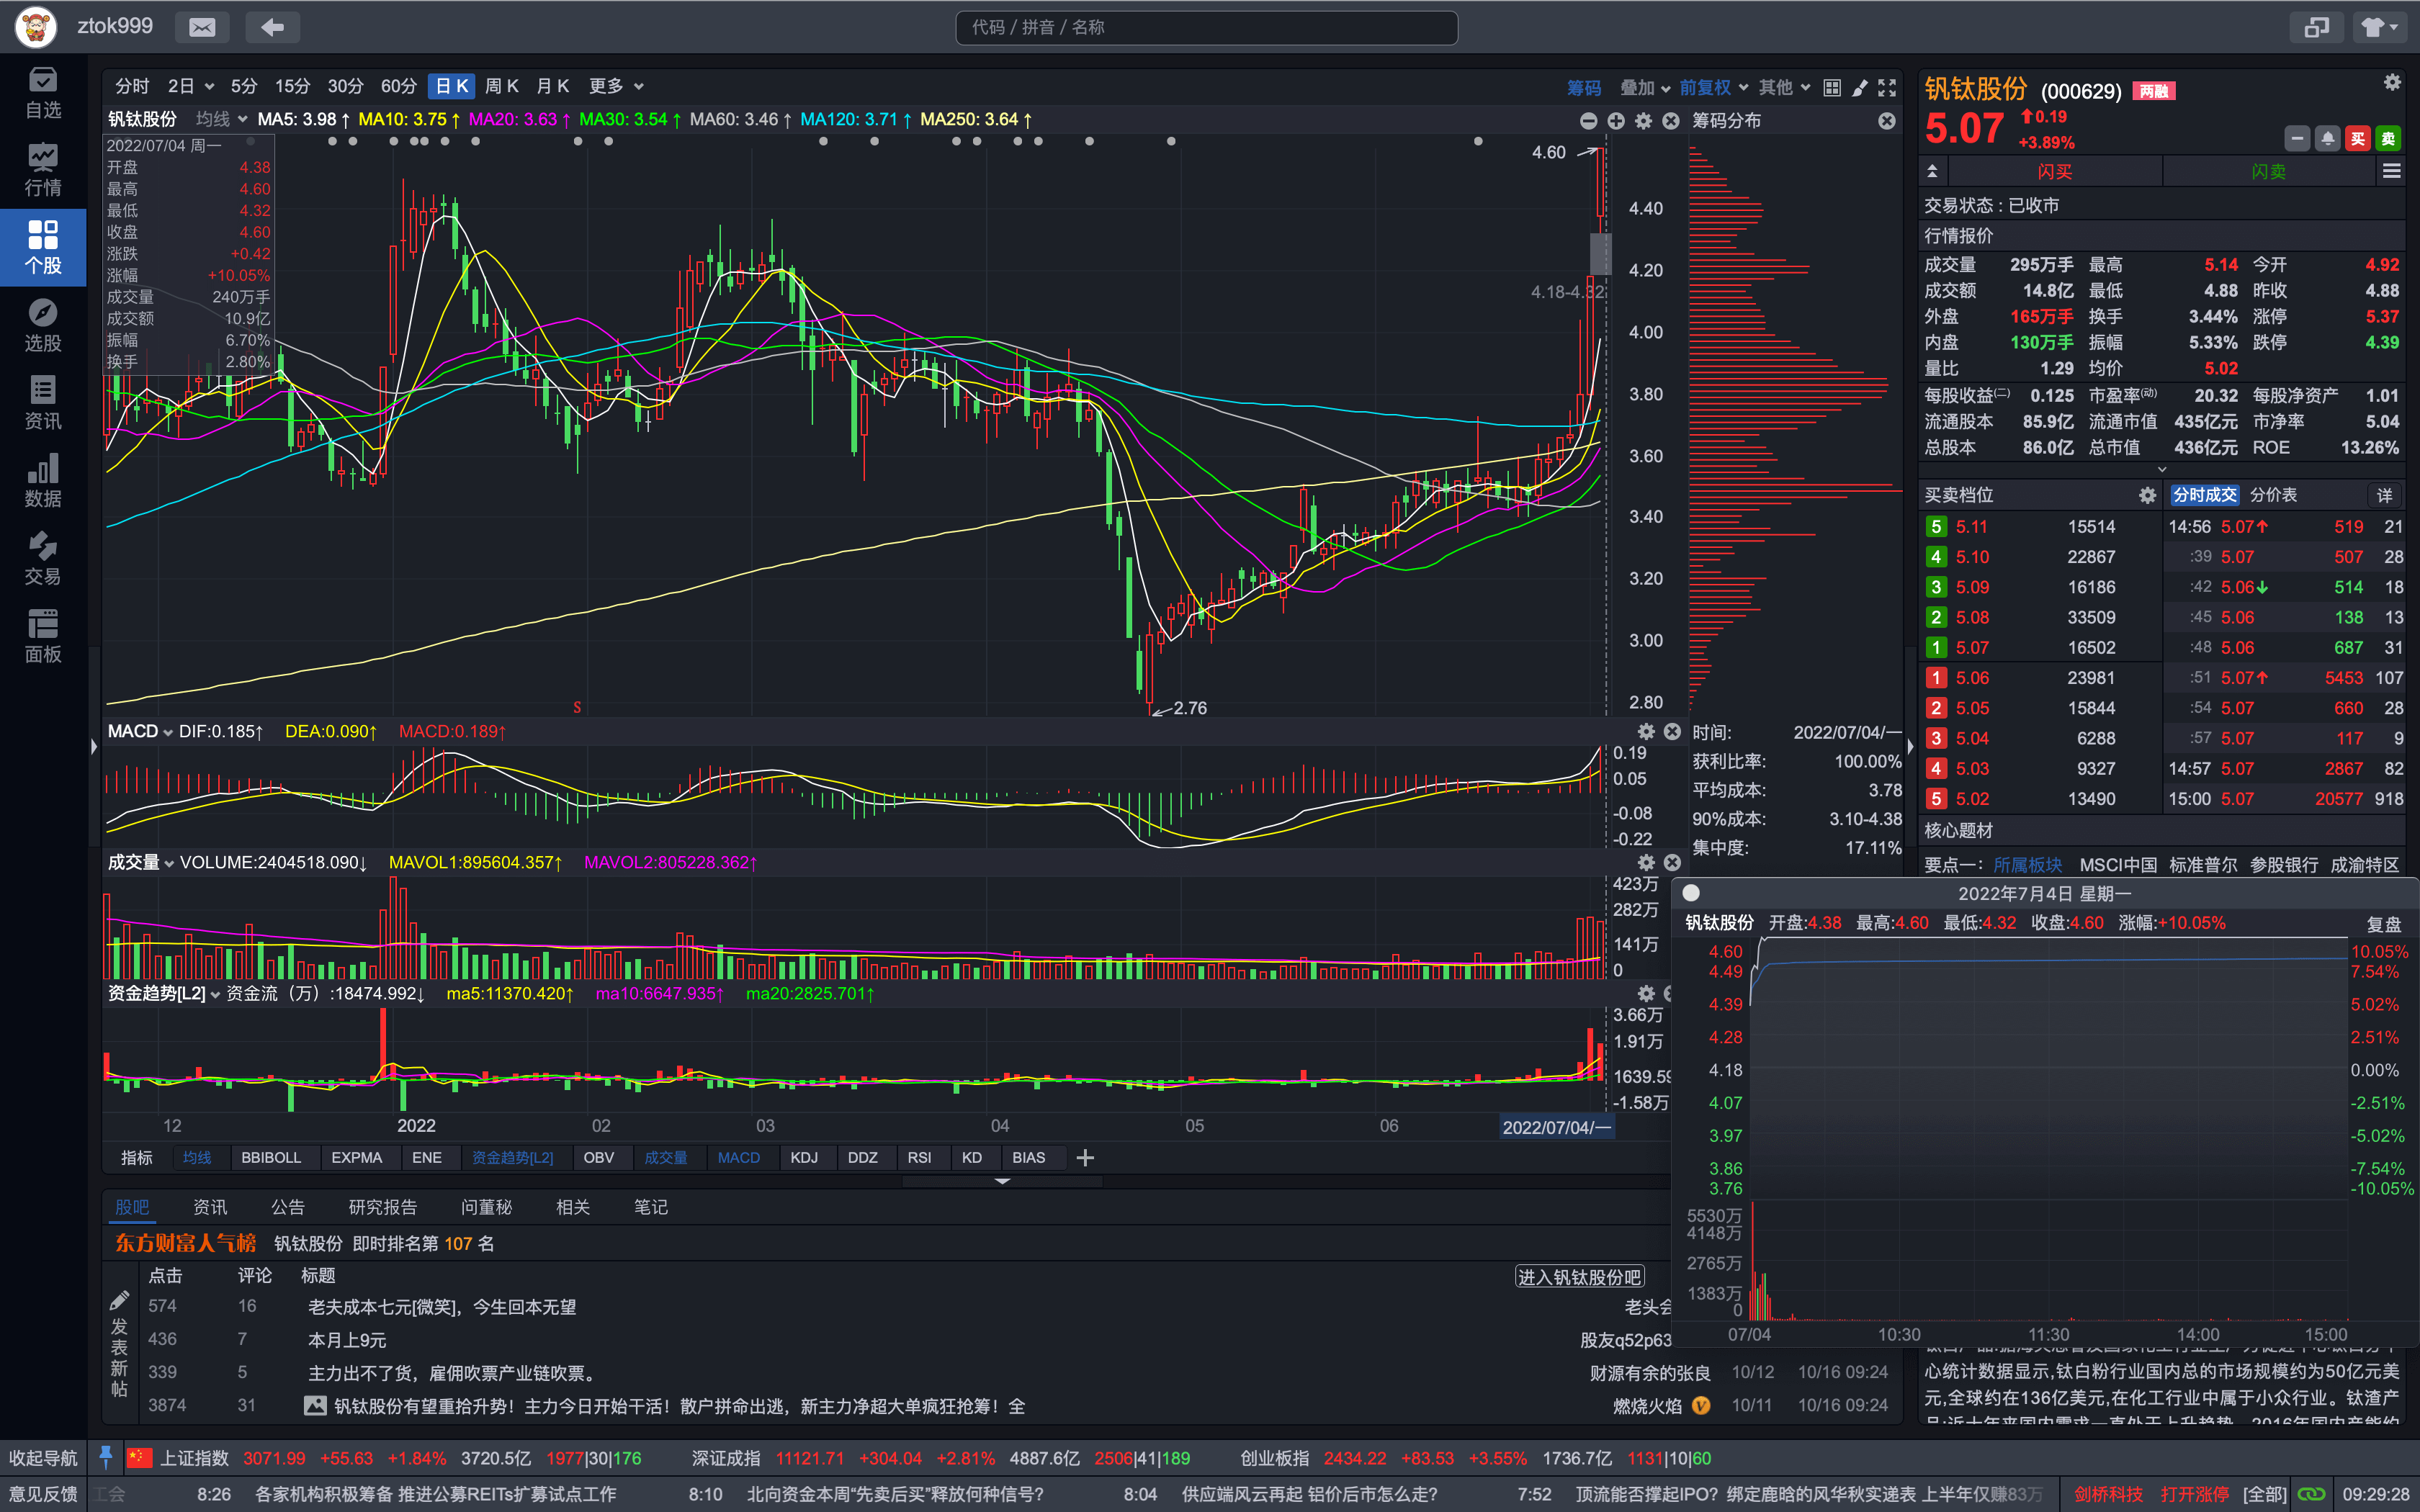 ztok999
代码 / 拼音 / 名称
自选
行情
个股
选股
资讯
数据
交易
面板
分时 2日 5分 15分 30分 60分 日K 周K 月K 更多
筹码 叠加 前复权 其他
钒钛股份 均线 MA5: 3.98↑ MA10: 3.75↑ MA20: 3.63↑ MA30: 3.54↑ MA60: 3.46↑ MA120: 3.71↑ MA250: 3.64↑
筹码分布
2022/07/04 周一
开盘 4.38
最高 4.60
最低 4.32
收盘 4.60
涨跌 +0.42
涨幅 +10.05%
成交量 240万手
成交额 10.9亿
振幅 6.70%
换手 2.80%
4.60
4.40
4.20
4.18-4.32
4.00
3.80
3.60
3.40
3.20
3.00
2.80
2.76
S
MACD DIF:0.185↑ DEA:0.090↑ MACD:0.189↑
0.19
0.05
-0.08
-0.22
成交量 VOLUME:2404518.090↓ MAVOL1:895604.357↑ MAVOL2:805228.362↑
423万
282万
141万
0
资金趋势[L2] 资金流（万）:18474.992↓ ma5:11370.420↑ ma10:6647.935↑ ma20:2825.701↑
3.66万
1.91万
1639.59
-1.58万
12 2022 02 03 04 05 06 2022/07/04/一
指标 均线 BBIBOLL EXPMA ENE 资金趋势[L2] OBV 成交量 MACD KDJ DDZ RSI KD BIAS
时间: 2022/07/04/一
获利比率: 100.00%
平均成本: 3.78
90%成本: 3.10-4.38
集中度: 17.11%
股吧 资讯 公告 研究报告 问董秘 相关 笔记
东方财富人气榜 钒钛股份 即时排名第 107 名
点击 评论 标题 进入钒钛股份吧
发表新帖
574 16 老夫成本七元[微笑]，今生回本无望 老头会
436 7 本月上9元 股友q52p63
339 5 主力出不了货，雇佣吹票产业链吹票。 财源有余的张良 10/12 10/16 09:24
3874 31 钒钛股份有望重拾升势！主力今日开始干活！散户拼命出逃，新主力净超大单疯狂抢筹！全 燃烧火焰 V 10/11 10/16 09:24
钒钛股份 (000629) 两融
5.07 0.19 +3.89%
买 卖
闪买 闪卖
交易状态 : 已收市
行情报价
成交量 295万手 最高 5.14 今开 4.92
成交额 14.8亿 最低 4.88 昨收 4.88
外盘 165万手 换手 3.44% 涨停 5.37
内盘 130万手 振幅 5.33% 跌停 4.39
量比 1.29 均价 5.02
每股收益(二) 0.125 市盈率(动) 20.32 每股净资产 1.01
流通股本 85.9亿 流通市值 435亿元 市净率 5.04
总股本 86.0亿 总市值 436亿元 ROE 13.26%
买卖档位 分时成交 分价表 详
5 5.11 15514 14:56 5.07↑ 519 21
4 5.10 22867 :39 5.07 507 28
3 5.09 16186 :42 5.06↓ 514 18
2 5.08 33509 :45 5.06 138 13
1 5.07 16502 :48 5.06 687 31
1 5.06 23981 :51 5.07↑ 5453 107
2 5.05 15844 :54 5.07 660 28
3 5.04 6288 :57 5.07 117 9
4 5.03 9327 14:57 5.07 2867 82
5 5.02 13490 15:00 5.07 20577 918
核心题材
要点一： 所属板块 MSCI中国 标准普尔 参股银行 成渝特区
2022年7月4日 星期一
钒钛股份 开盘:4.38 最高:4.60 最低:4.32 收盘:4.60 涨幅:+10.05% 复盘
4.60 10.05%
4.49 7.54%
4.39 5.02%
4.28 2.51%
4.18 0.00%
4.07 -2.51%
3.97 -5.02%
3.86 -7.54%
3.76 -10.05%
5530万
4148万
2765万
1383万
0
07/04 10:30 11:30 14:00 15:00
心统计数据显示,钛白粉行业国内总的市场规模约为50亿元美
元,全球约在136亿美元,在化工行业中属于小众行业。钛渣产
收起导航 上证指数 3071.99 +55.63 +1.84% 3720.5亿 1977|30|176 深证成指 11121.71 +304.04 +2.81% 4887.6亿 2506|41|189 创业板指 2434.22 +83.53 +3.55% 1736.7亿 1131|10|60
意见反馈 工会 8:26 各家机构积极筹备 推进公募REITs扩募试点工作 8:10 北向资金本周“先卖后买”释放何种信号？ 8:04 供应端风云再起 铝价后市怎么走？ 7:52 顶流能否撑起IPO？绑定鹿晗的风华秋实递表 上半年仅赚83万 剑桥科技 打开涨停 [全部] 09:29:28